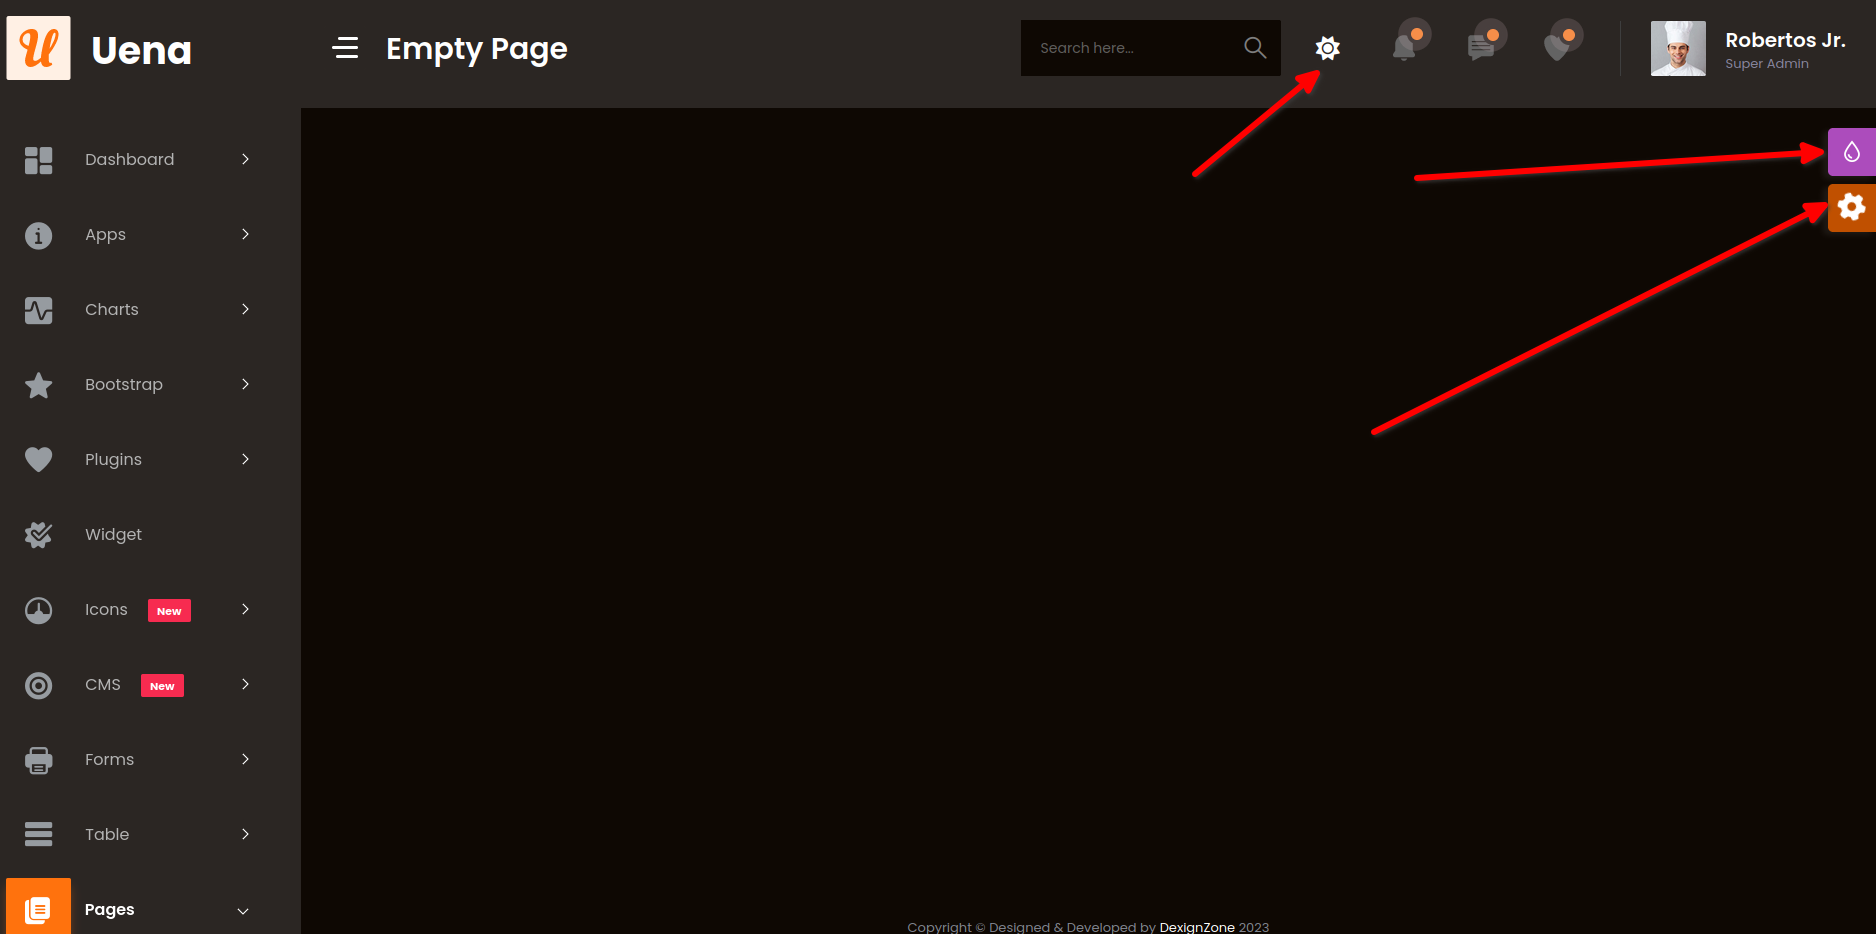 U
Uena
Empty Page
Search here...
Robertos Jr.
Super Admin
Dashboard
Apps
Charts
Bootstrap
Plugins
Widget
Icons New
CMS New
Forms
Table
Pages
Copyright © Designed & Developed by DexignZone 2023